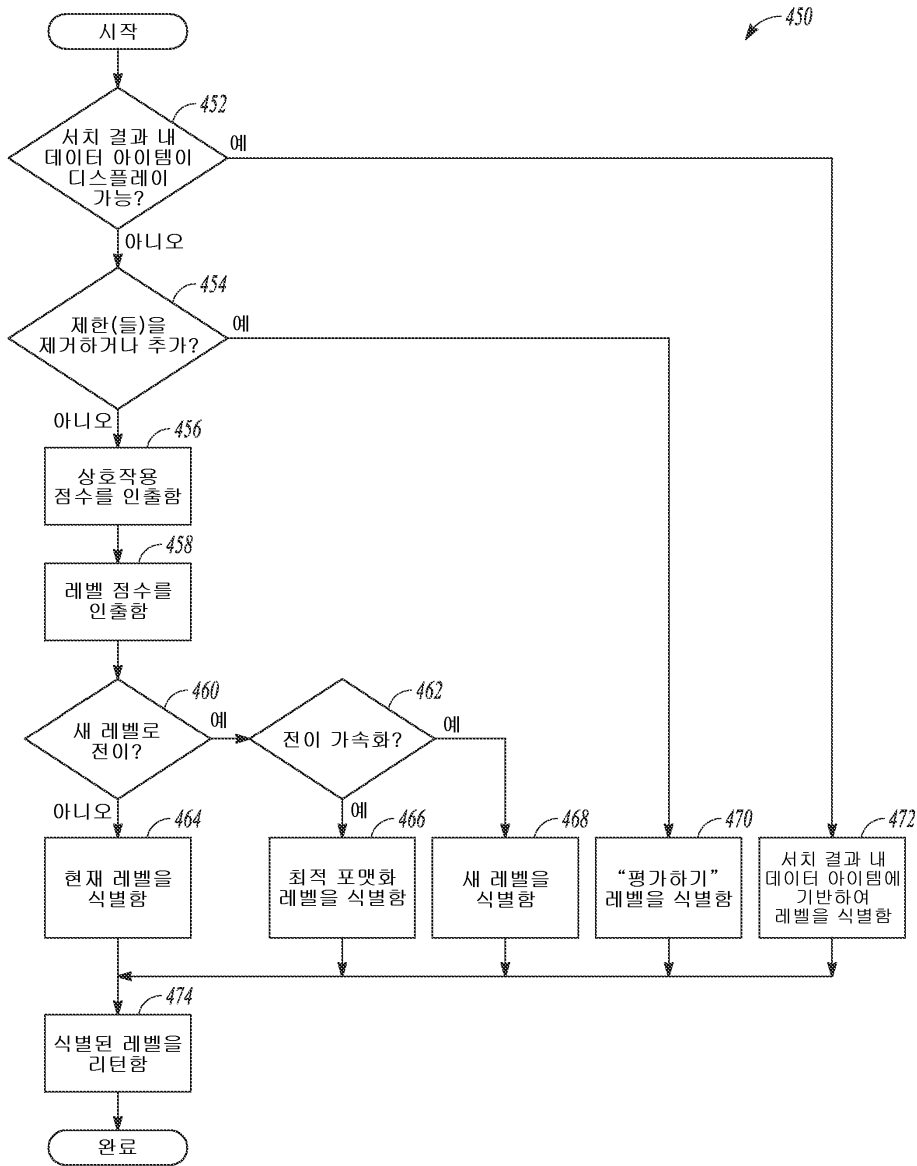 450
시작
452
서치 결과 내
데이터 아이템이
디스플레이
가능?
예
아니오
454
제한(들)을
제거하거나 추가?
예
아니오
456
상호작용
점수를 인출함
458
레벨 점수를
인출함
460
새 레벨로
전이?
예
462
전이 가속화?
예
아니오
예
464
현재 레벨을
식별함
466
최적 포맷화
레벨을 식별함
468
새 레벨을
식별함
470
“평가하기”
레벨을 식별함
472
서치 결과 내
데이터 아이템에
기반하여
레벨을 식별함
474
식별된 레벨을
리턴함
완료